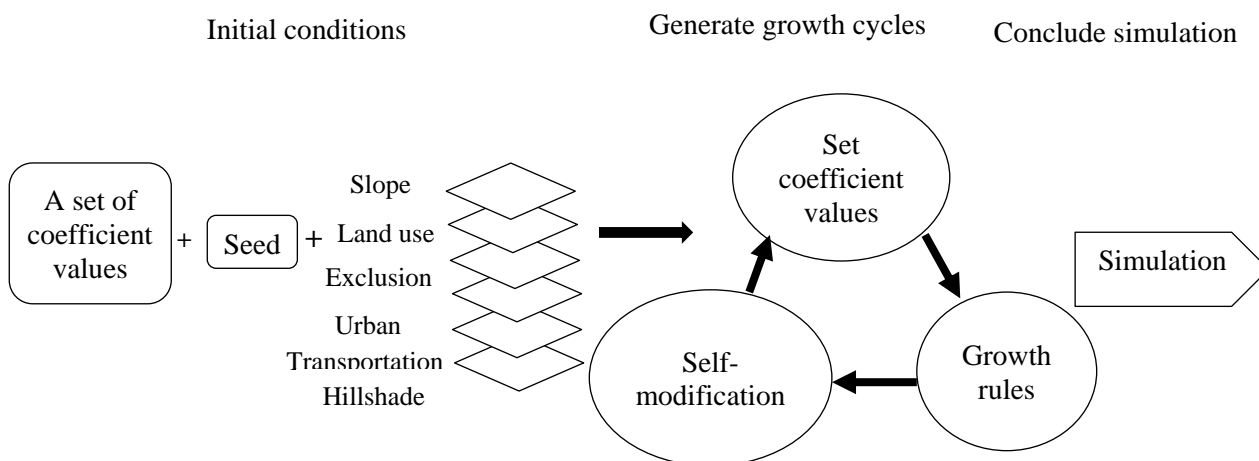 Initial conditions
Generate growth cycles
Conclude simulation
A set of
coefficient
values
+
Seed
+
Slope
Land use
Exclusion
Urban
Transportation
Hillshade
Set
coefficient
values
Growth
rules
Self-
modification
Simulation